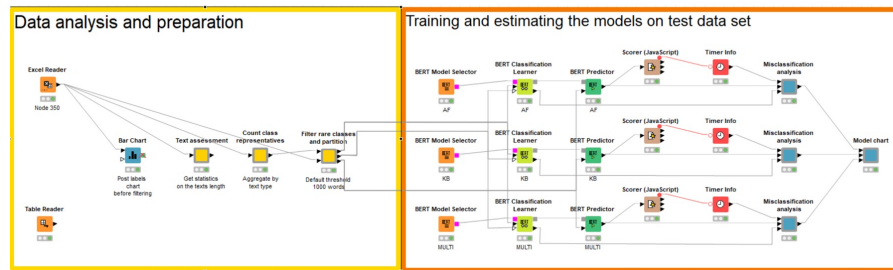 Data analysis and preparation
Excel Reader
Node 350
Bar Chart
Post labels
chart
before filtering
Text assessment
Get statistics
on the texts length
Count class
representatives
Aggregate by
text type
Filter rare classes
and partition
Default threshold
1000 words
Table Reader
Training and estimating the models on test data set
BERT Model Selector
AF
BERT Classification
Learner
AF
BERT Predictor
AF
Scorer (JavaScript)
Timer Info
Misclassification
analysis
BERT Model Selector
KB
BERT Classification
Learner
KB
BERT Predictor
KB
Scorer (JavaScript)
Timer Info
Misclassification
analysis
Model chart
BERT Model Selector
MULTI
BERT Classification
Learner
MULTI
BERT Predictor
MULTI
Scorer (JavaScript)
Timer Info
Misclassification
analysis